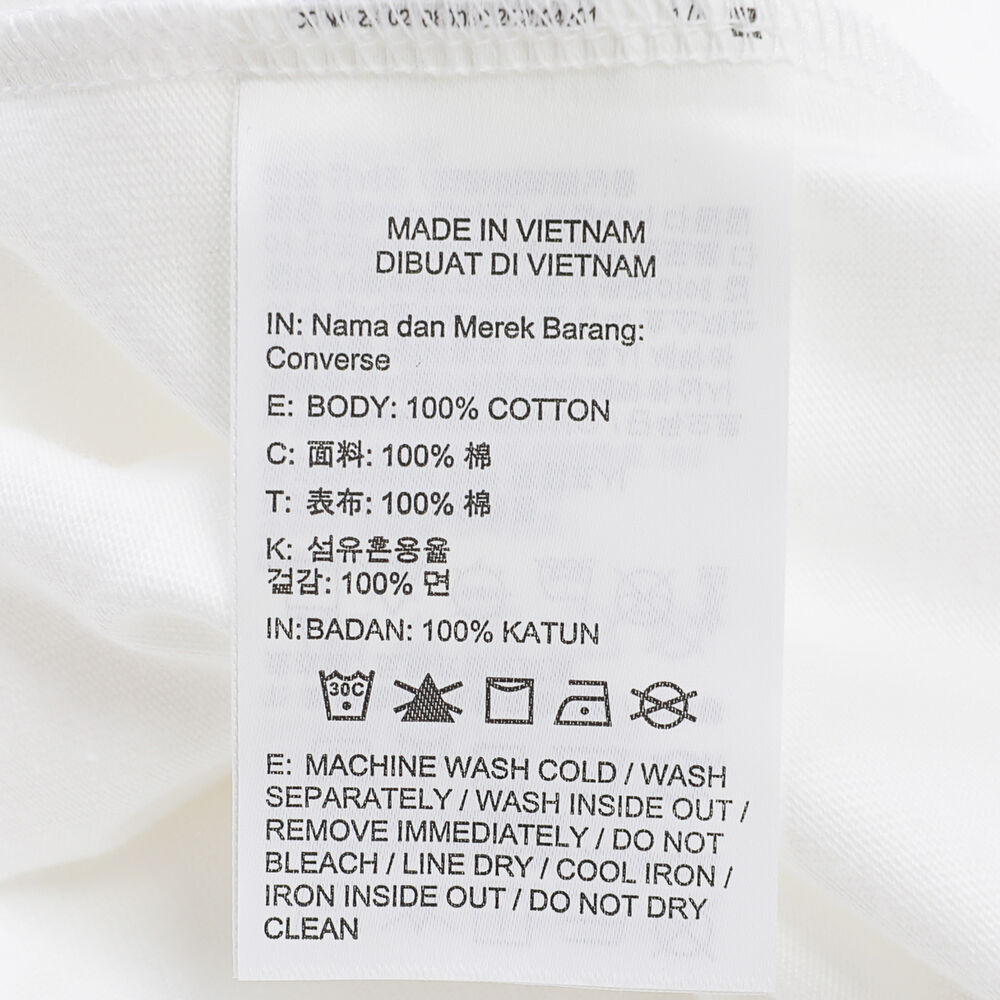 MADE IN VIETNAM
DIBUAT DI VIETNAM
IN: Nama dan Merek Barang:
Converse
E: BODY: 100% COTTON
C: 面料: 100% 棉
T: 表布: 100% 棉
K: 섬유혼용율
겉감: 100% 면
IN: BADAN: 100% KATUN
30C
E: MACHINE WASH COLD / WASH
SEPARATELY / WASH INSIDE OUT /
REMOVE IMMEDIATELY / DO NOT
BLEACH / LINE DRY / COOL IRON /
IRON INSIDE OUT / DO NOT DRY
CLEAN